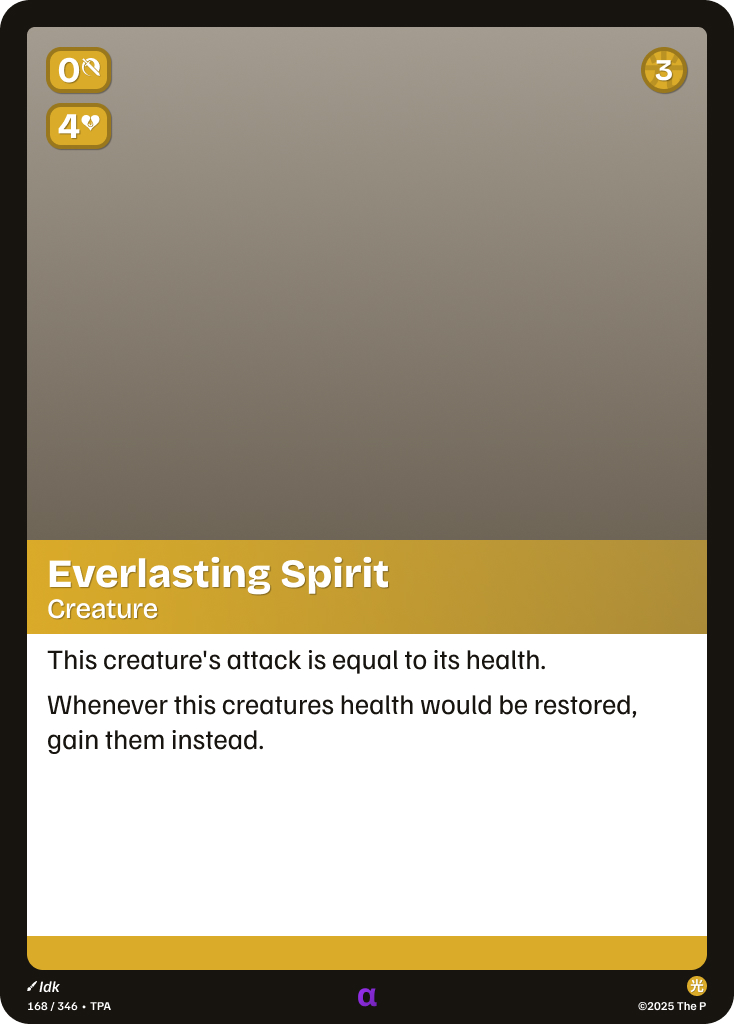 0
3
4
Everlasting Spirit
Creature
This creature's attack is equal to its health.
Whenever this creatures health would be restored,
gain them instead.
Idk
168 / 346 • TPA
α
光
©2025 The P